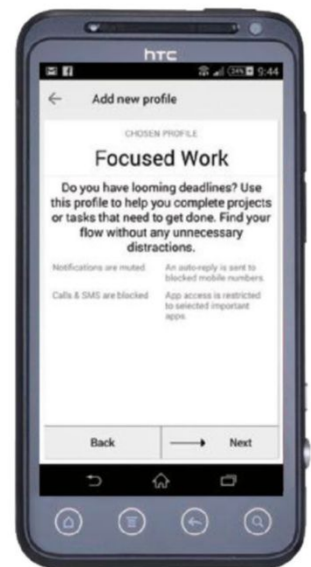 htc
34% 9:44
← Add new profile
CHOSEN PROFILE
Focused Work
Do you have looming deadlines? Use
this profile to help you complete projects
or tasks that need to get done. Find your
flow without any unnecessary
distractions.
Notifications are muted
An auto-reply is sent to
blocked mobile numbers.
Calls & SMS are blocked
App access is restricted
to selected important
apps.
Back → Next